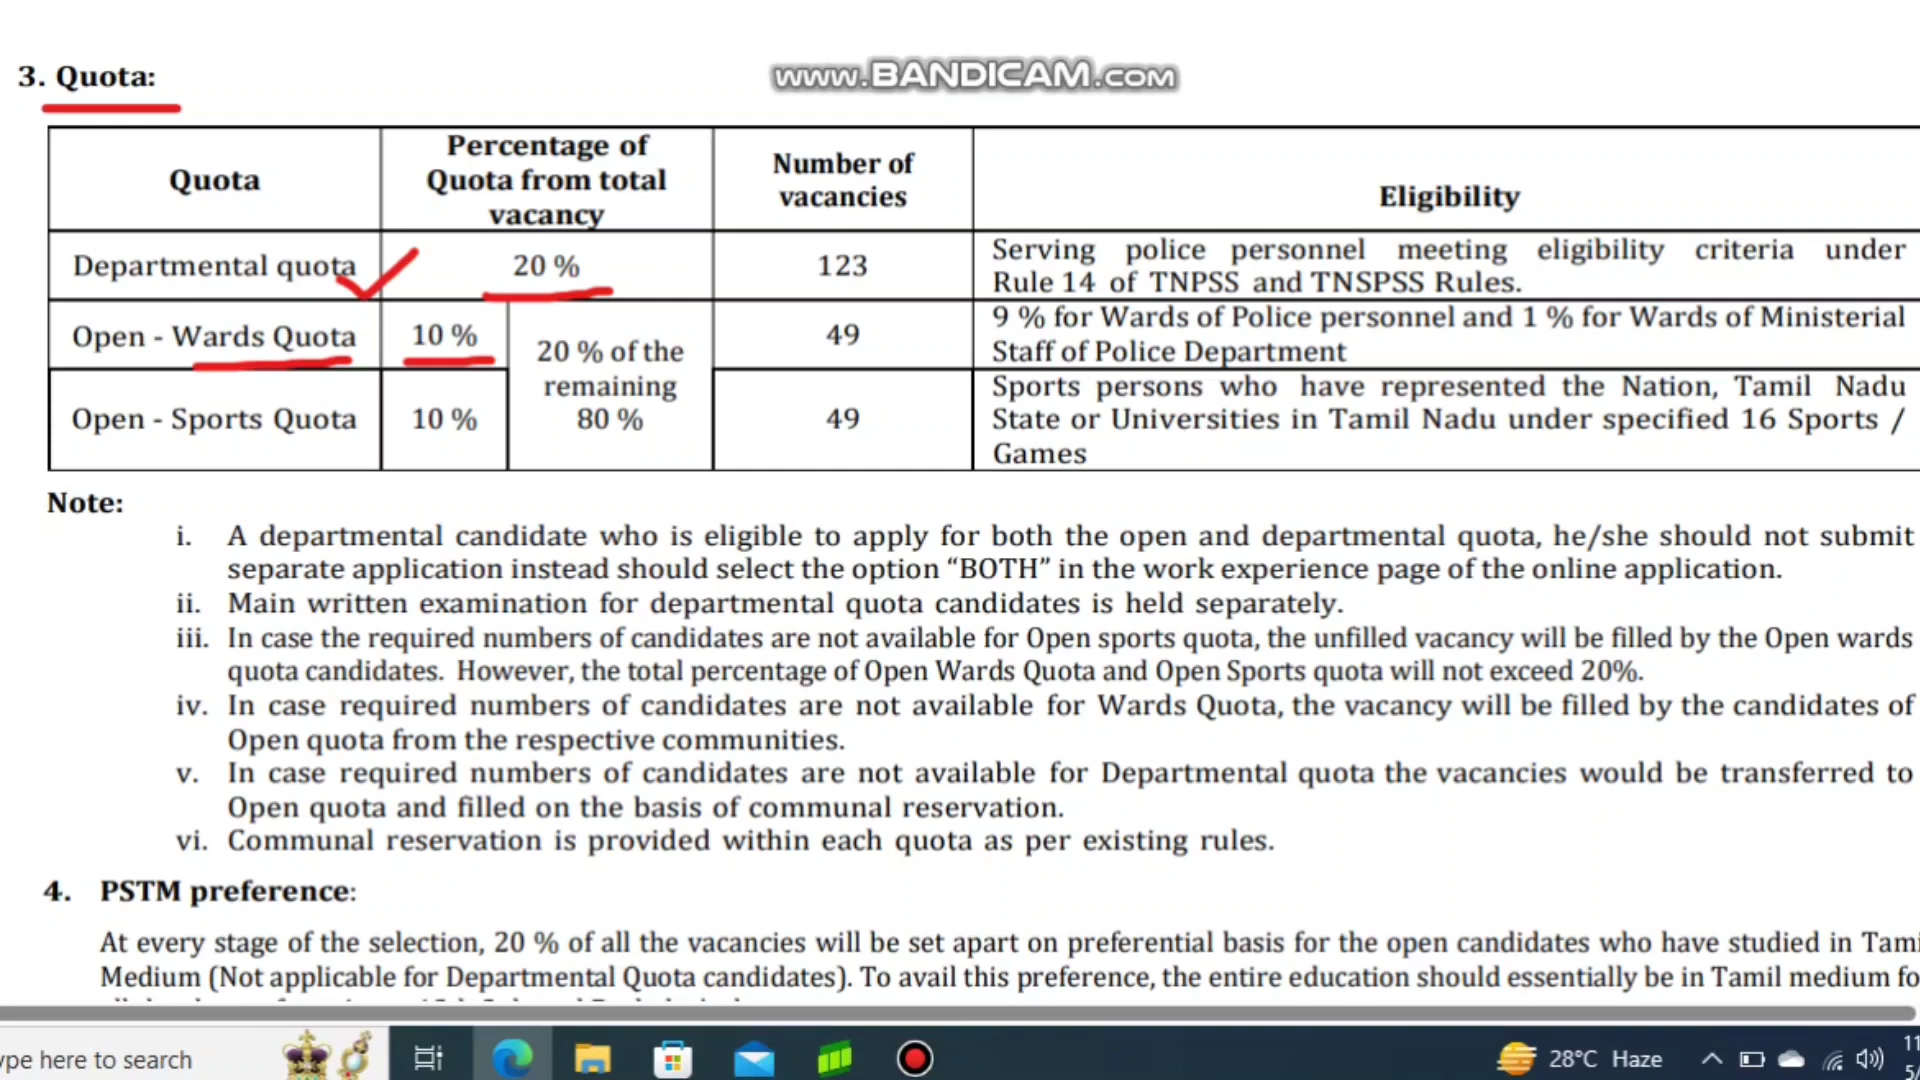 www.BANDICAM.COM
3. Quota:
Quota
Percentage of
Quota from total
vacancy
Number of
vacancies
Eligibility
Departmental quota
20 %
123
Serving police personnel meeting eligibility criteria under
Rule 14 of TNPSS and TNSPSS Rules.
Open - Wards Quota
10 %
20 % of the
remaining
80 %
49
9 % for Wards of Police personnel and 1 % for Wards of Ministerial
Staff of Police Department
Open - Sports Quota
10 %
49
Sports persons who have represented the Nation, Tamil Nadu
State or Universities in Tamil Nadu under specified 16 Sports /
Games
Note:
i. A departmental candidate who is eligible to apply for both the open and departmental quota, he/she should not submit
separate application instead should select the option “BOTH” in the work experience page of the online application.
ii. Main written examination for departmental quota candidates is held separately.
iii. In case the required numbers of candidates are not available for Open sports quota, the unfilled vacancy will be filled by the Open wards
quota candidates. However, the total percentage of Open Wards Quota and Open Sports quota will not exceed 20%.
iv. In case required numbers of candidates are not available for Wards Quota, the vacancy will be filled by the candidates of
Open quota from the respective communities.
v. In case required numbers of candidates are not available for Departmental quota the vacancies would be transferred to
Open quota and filled on the basis of communal reservation.
vi. Communal reservation is provided within each quota as per existing rules.
4. PSTM preference:
At every stage of the selection, 20 % of all the vacancies will be set apart on preferential basis for the open candidates who have studied in Tami
Medium (Not applicable for Departmental Quota candidates). To avail this preference, the entire education should essentially be in Tamil medium fo
ype here to search
28°C Haze
11
5/